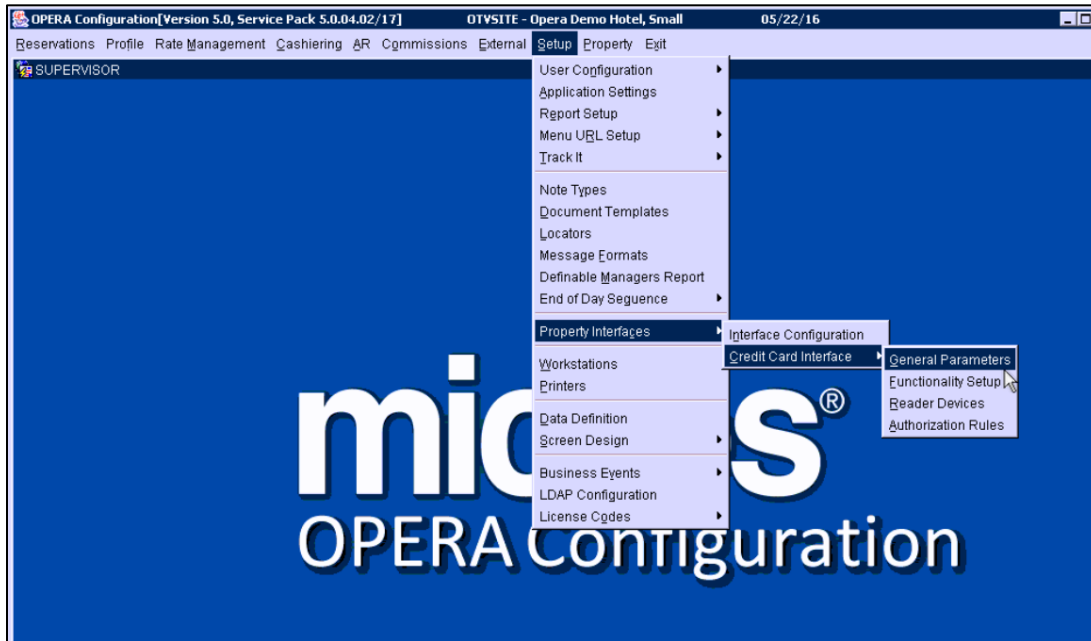 OPERA Configuration[Version 5.0, Service Pack 5.0.04.02/17] OTVSITE - Opera Demo Hotel, Small 05/22/16
Reservations Profile Rate Management Cashiering AR Commissions External Setup Property Exit
SUPERVISOR
User Configuration
Application Settings
Report Setup
Menu URL Setup
Track It
Note Types
Document Templates
Locators
Message Formats
Definable Managers Report
End of Day Sequence
Property Interfaces
Interface Configuration
Credit Card Interface
General Parameters
Functionality Setup
Reader Devices
Authorization Rules
Workstations
Printers
Data Definition
Screen Design
Business Events
LDAP Configuration
License Codes
OPERA Configuration